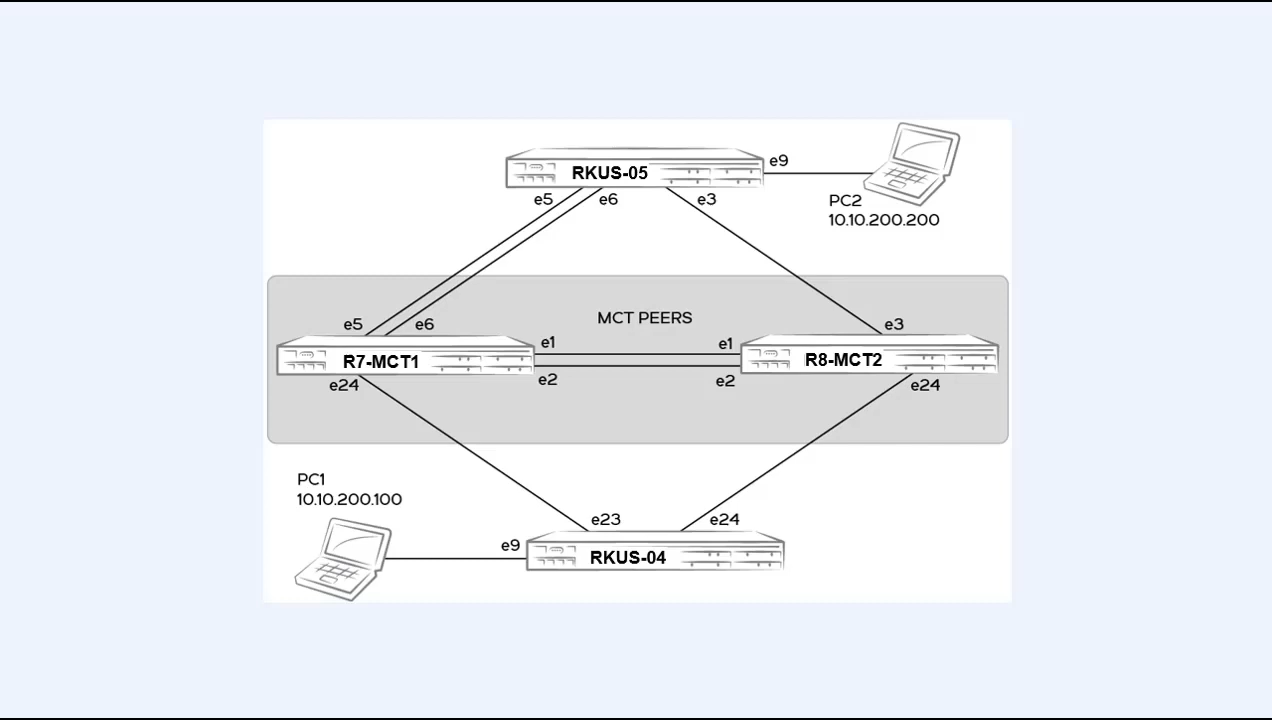 RKUS-05
e9
e5
e6
e3
PC2
10.10.200.200
MCT PEERS
e5
e6
e3
R7-MCT1
e1
e1
R8-MCT2
e24
e2
e2
e24
PC1
10.10.200.100
e23
e24
e9
RKUS-04